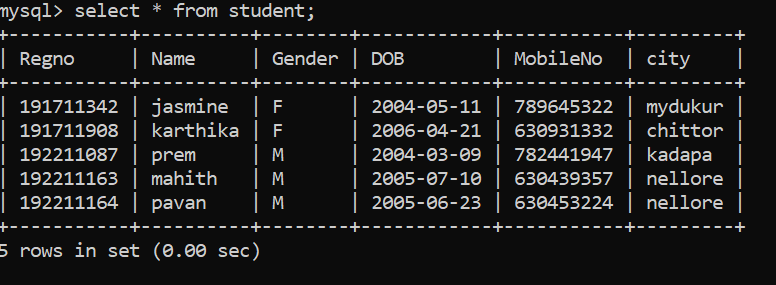 mysql> select * from student;
+-----------+----------+--------+------------+-----------+---------+
| Regno     | Name     | Gender | DOB        | MobileNo  | city    |
+-----------+----------+--------+------------+-----------+---------+
| 191711342 | jasmine  | F      | 2004-05-11 | 789645322 | mydukur |
| 191711908 | karthika | F      | 2006-04-21 | 630931332 | chittor |
| 192211087 | prem     | M      | 2004-03-09 | 782441947 | kadapa  |
| 192211163 | mahith   | M      | 2005-07-10 | 630439357 | nellore |
| 192211164 | pavan    | M      | 2005-06-23 | 630453224 | nellore |
+-----------+----------+--------+------------+-----------+---------+
5 rows in set (0.00 sec)